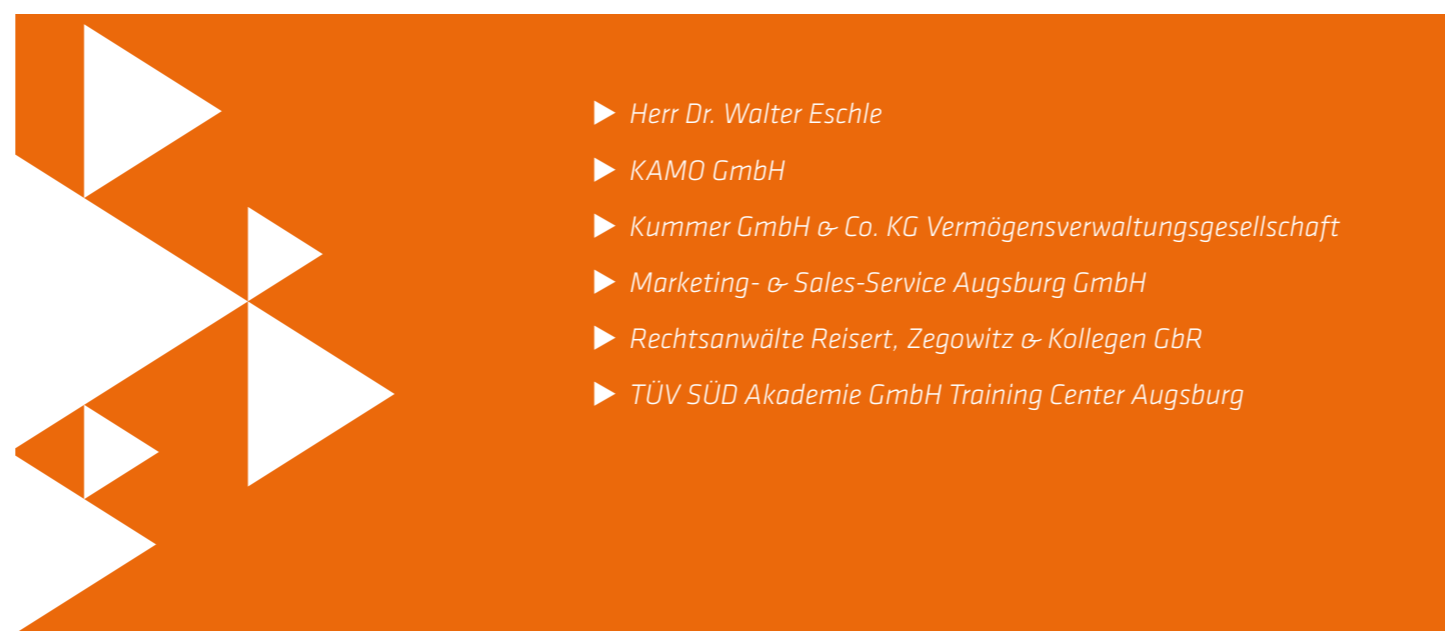 Herr Dr. Walter Eschle
KAMO GmbH
Kummer GmbH & Co. KG Vermögensverwaltungsgesellschaft
Marketing- & Sales-Service Augsburg GmbH
Rechtsanwälte Reisert, Zegowitz & Kollegen GbR
TÜV SÜD Akademie GmbH Training Center Augsburg